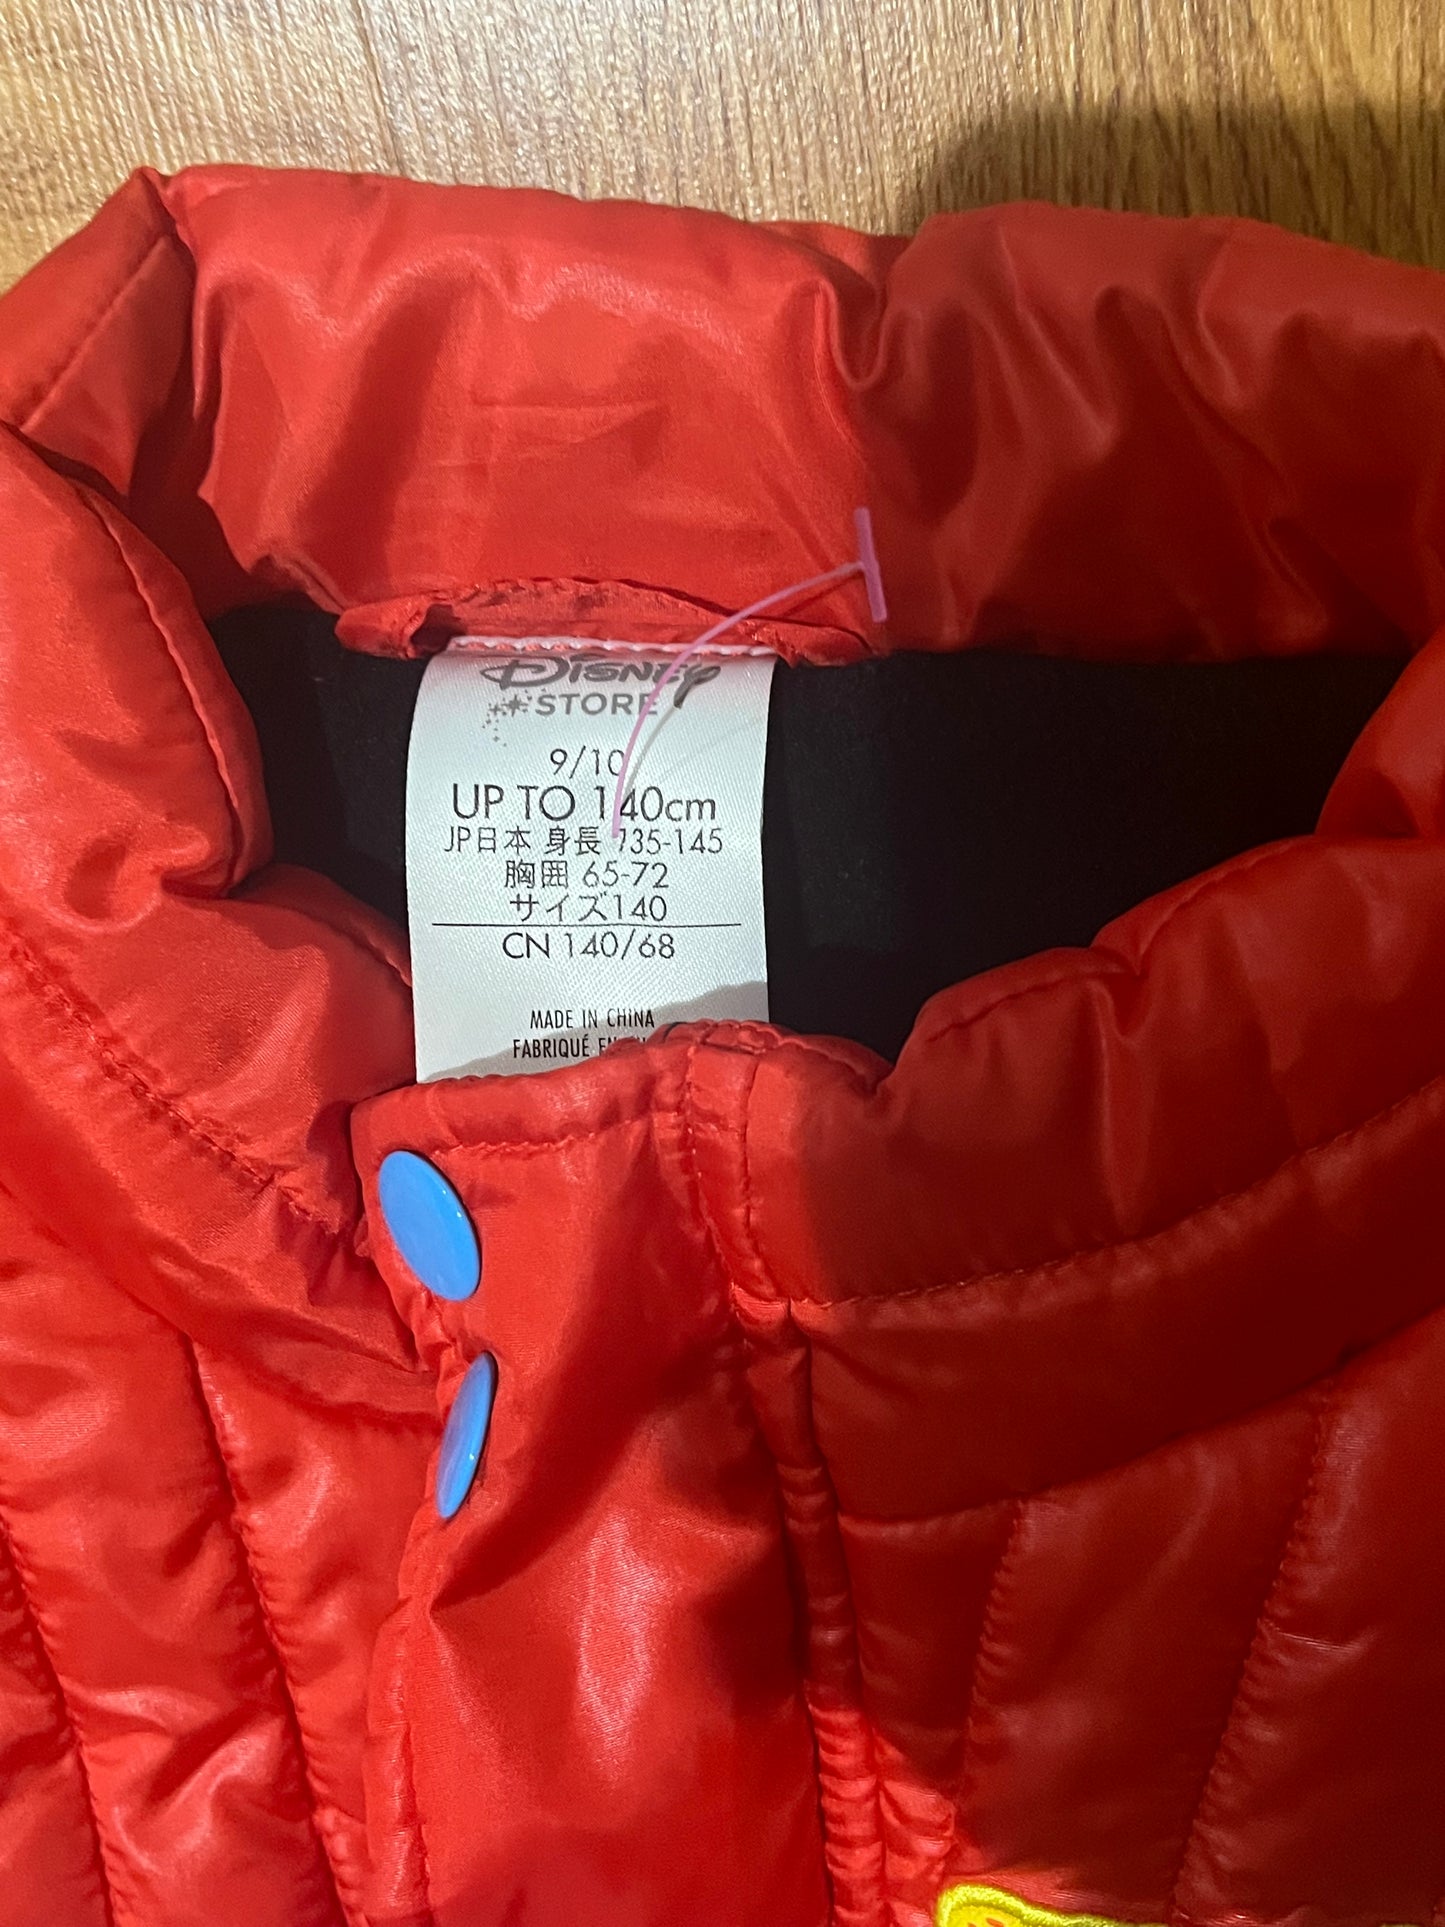 Disney
STORE
9/10
UP TO 140cm
JP日本 身長 135-145
胸囲 65-72
サイズ140
CN 140/68
MADE IN CHINA
FABRIQUÉ